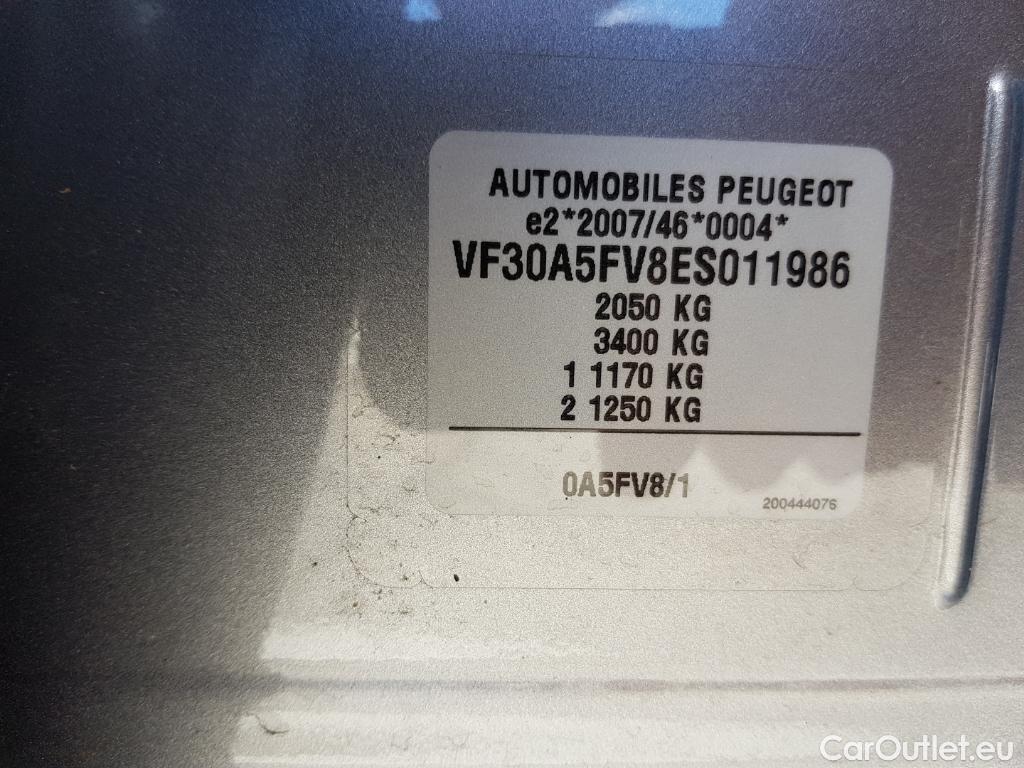 AUTOMOBILES PEUGEOT
e2*2007/46*0004*
VF30A5FV8ES011986
2050 KG
3400 KG
1 1170 KG
2 1250 KG
0A5FV8/1
200444076
CarOutlet.eu